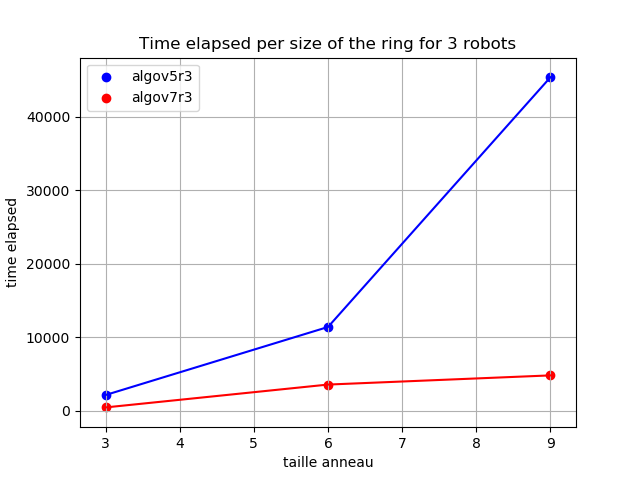 Time elapsed per size of the ring for 3 robots
algov5r3
algov7r3
time elapsed
40000
30000
20000
10000
0
3 4 5 6 7 8 9
taille anneau